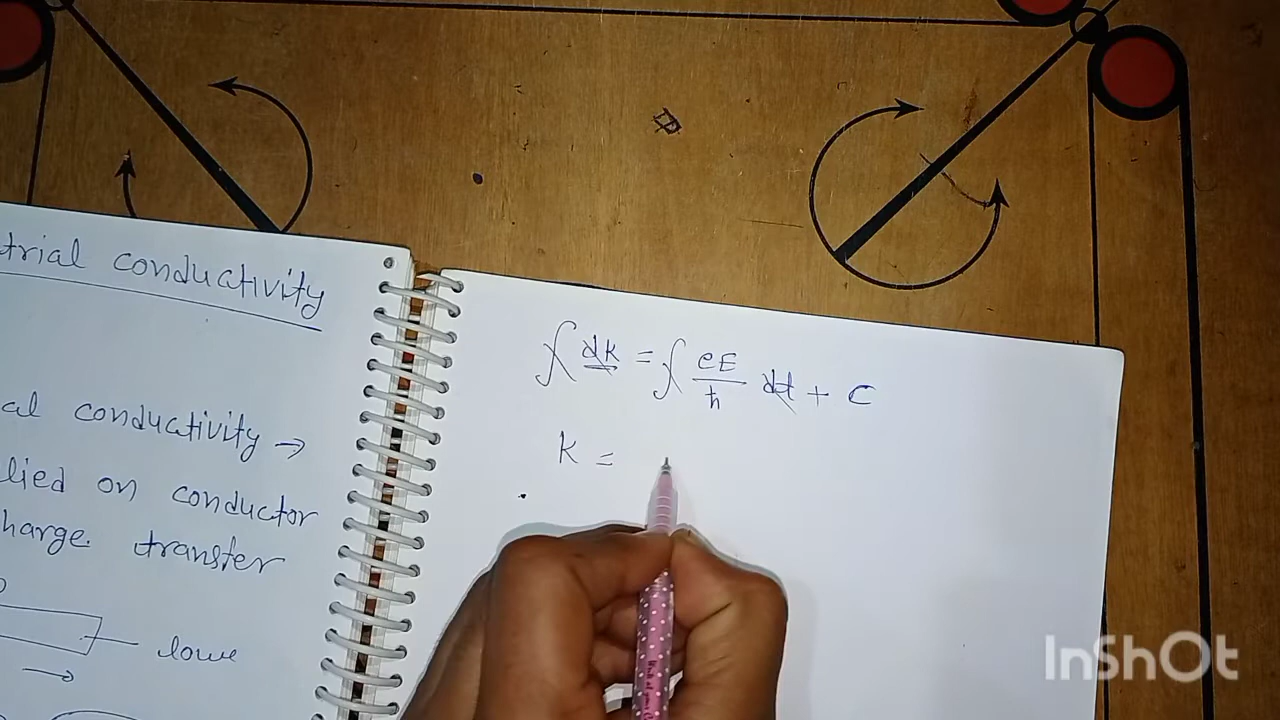 trial conductivity
al conductivity →
lied on conductor
harge transfer
lowe
∫ dk = ∫ eE/ħ dt + C
K =
InShOt